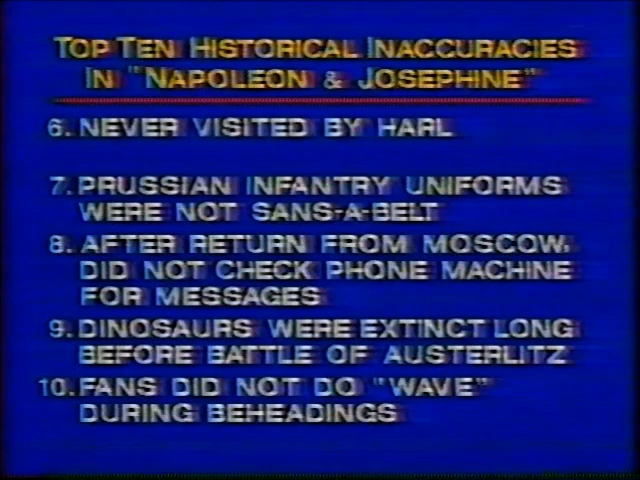 TOP TEN HISTORICAL INACCURACIES
IN "NAPOLEON & JOSEPHINE"
6. NEVER VISITED BY HARL
7. PRUSSIAN INFANTRY UNIFORMS
WERE NOT SANS-A-BELT
8. AFTER RETURN FROM MOSCOW,
DID NOT CHECK PHONE MACHINE
FOR MESSAGES
9. DINOSAURS WERE EXTINCT LONG
BEFORE BATTLE OF AUSTERLITZ
10. FANS DID NOT DO "WAVE"
DURING BEHEADINGS